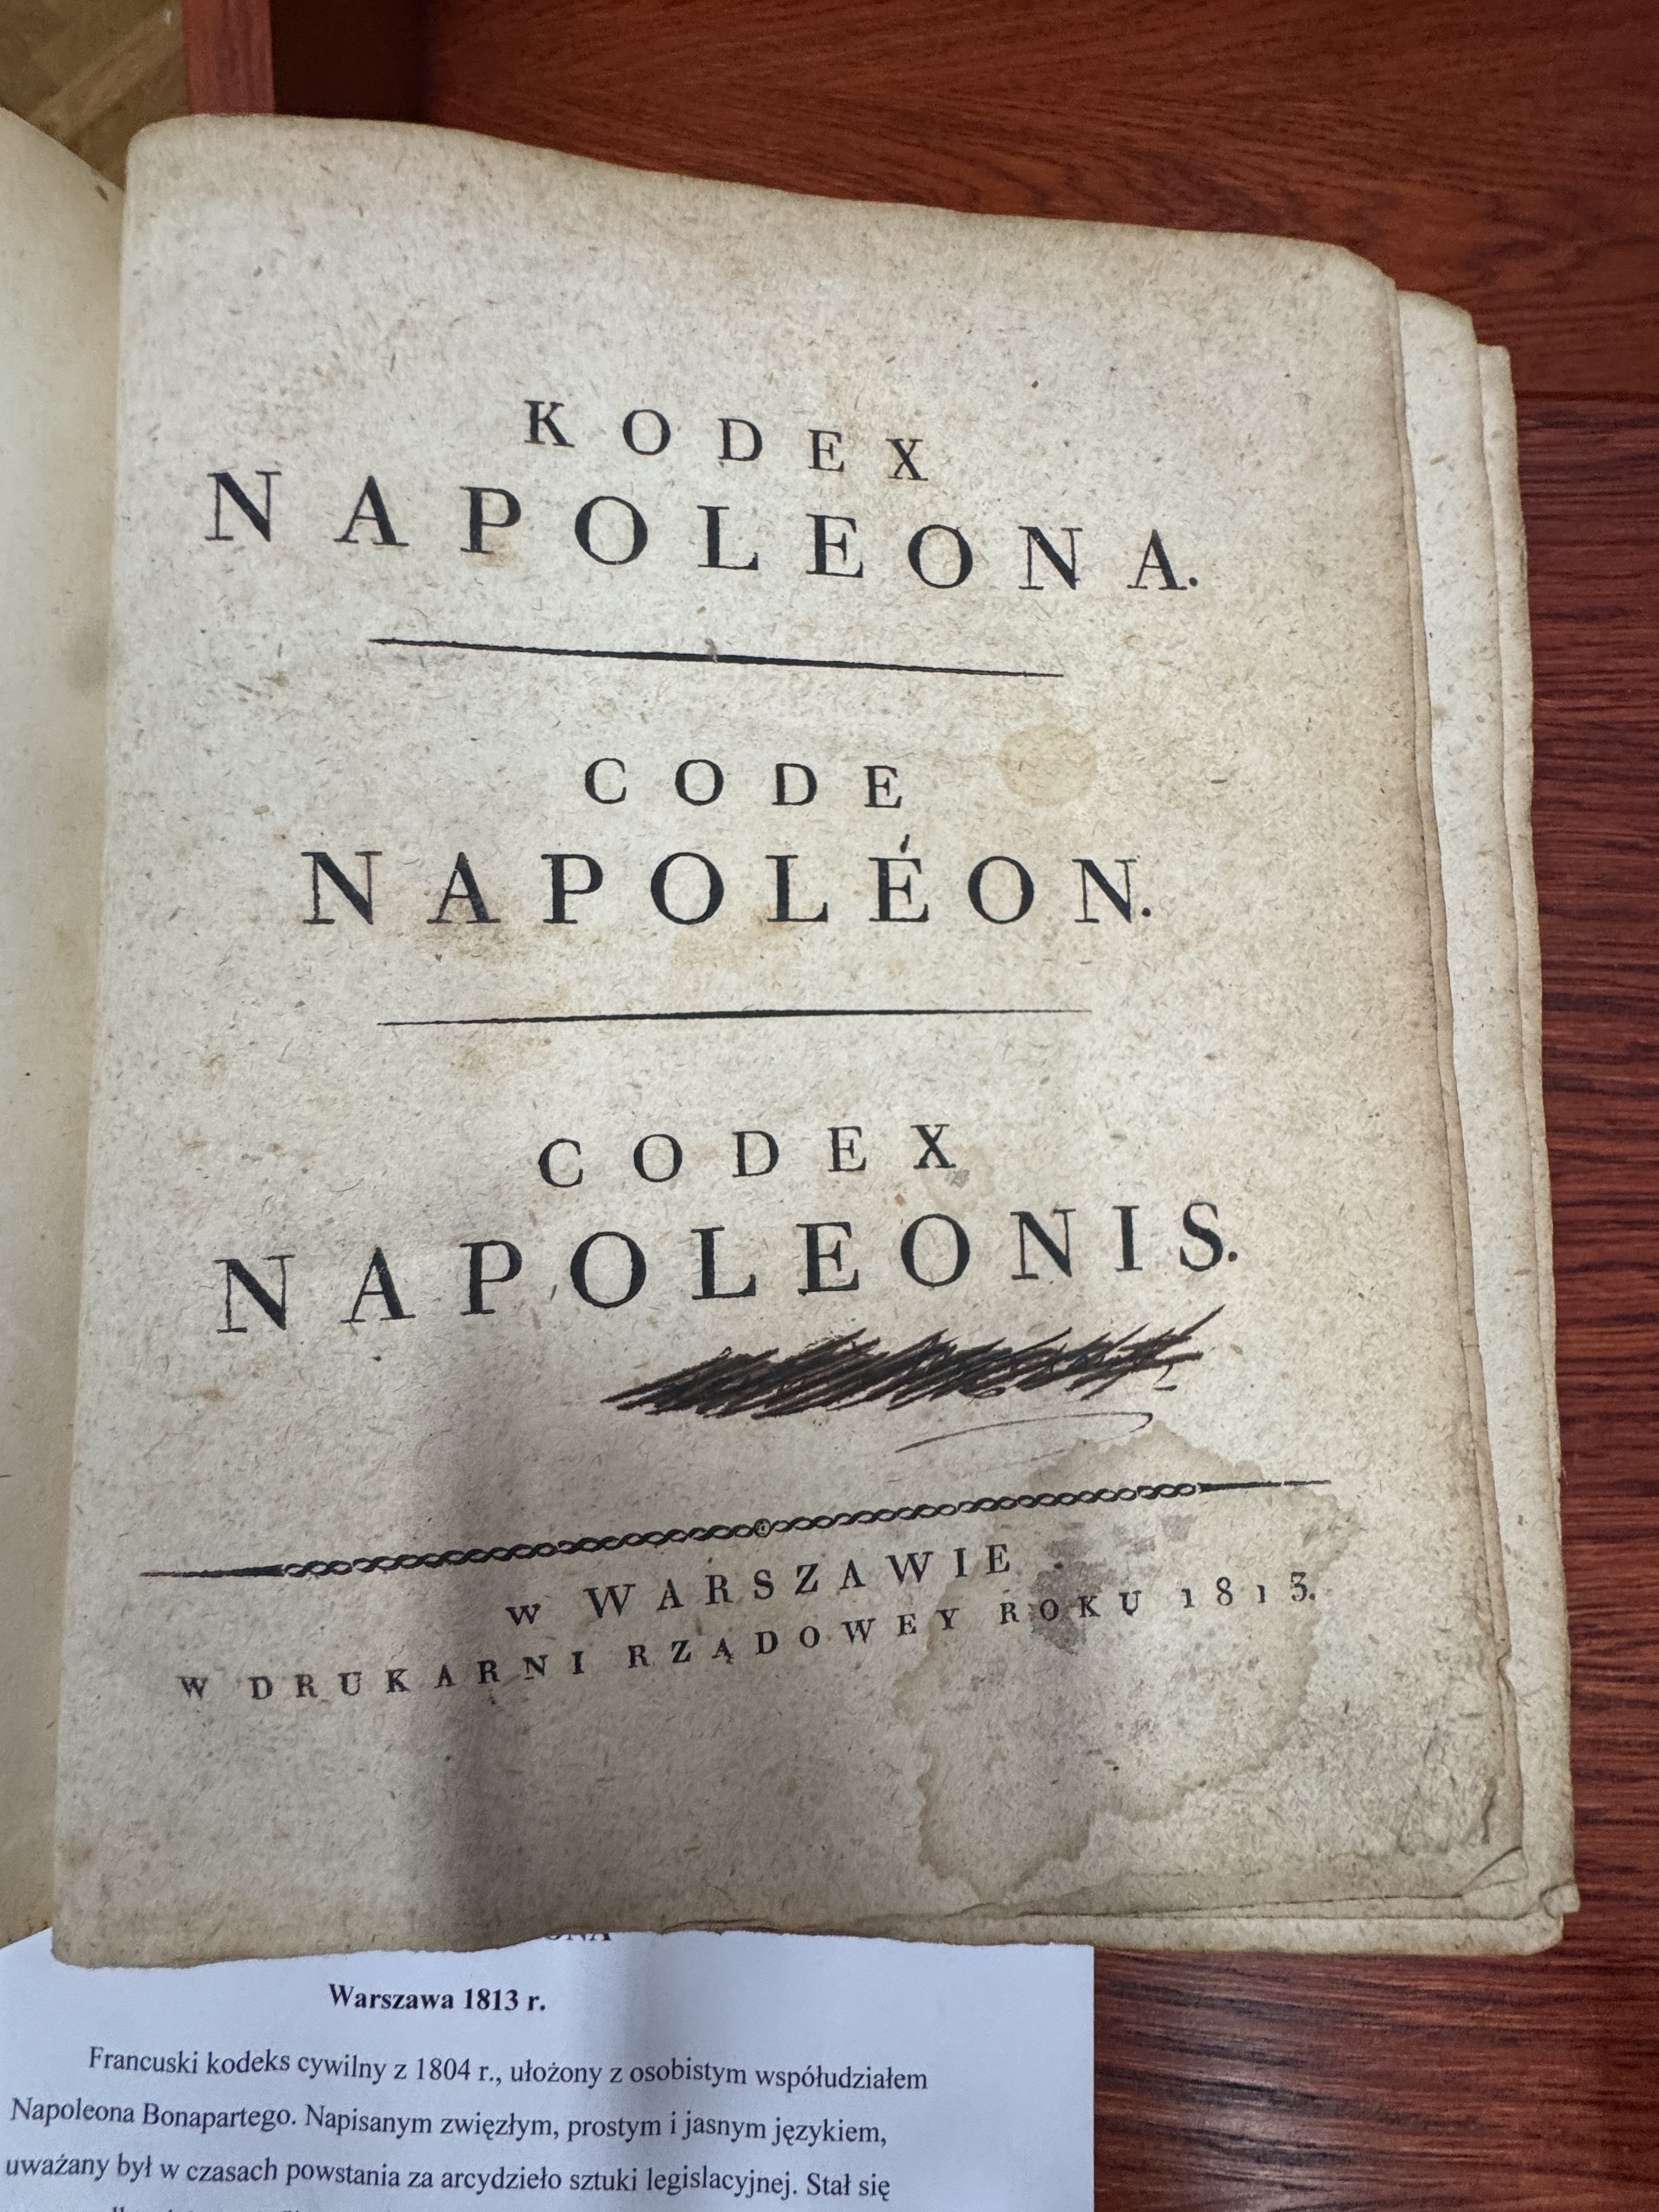 KODEX
NAPOLEONA.
CODE
NAPOLÉON.
CODEX
NAPOLEONIS.
w WARSZAWIE
W DRUKARNI RZĄDOWEY ROKU 1813.
Warszawa 1813 r.
Francuski kodeks cywilny z 1804 r., ułożony z osobistym współudziałem
Napoleona Bonapartego. Napisanym zwięzłym, prostym i jasnym językiem,
uważany był w czasach powstania za arcydzieło sztuki legislacyjnej. Stał się